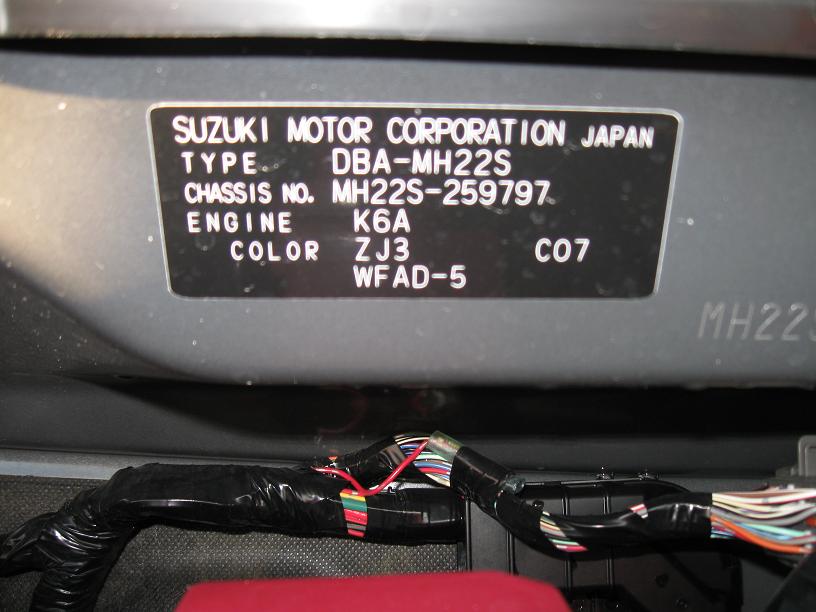 SUZUKI MOTOR CORPORATION JAPAN
TYPE DBA-MH22S
CHASSIS NO. MH22S-259797
ENGINE K6A
COLOR ZJ3 C07
WFAD-5
MH22S